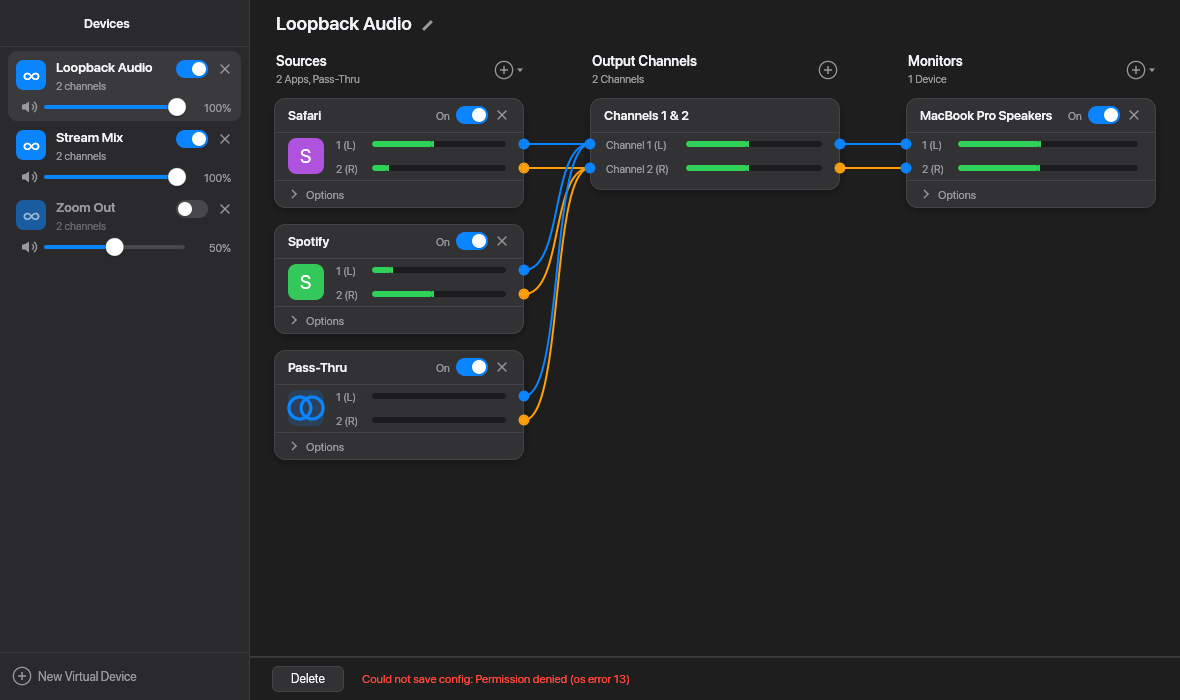 Devices
Loopback Audio
2 channels
100%
Stream Mix
2 channels
100%
Zoom Out
2 channels
50%
New Virtual Device
Loopback Audio
Sources
2 Apps, Pass-Thru
Safari
On
S
1 (L)
2 (R)
Options
Spotify
On
S
1 (L)
2 (R)
Options
Pass-Thru
On
1 (L)
2 (R)
Options
Output Channels
2 Channels
Channels 1 & 2
Channel 1 (L)
Channel 2 (R)
Monitors
1 Device
MacBook Pro Speakers
On
1 (L)
2 (R)
Options
Delete
Could not save config: Permission denied (os error 13)